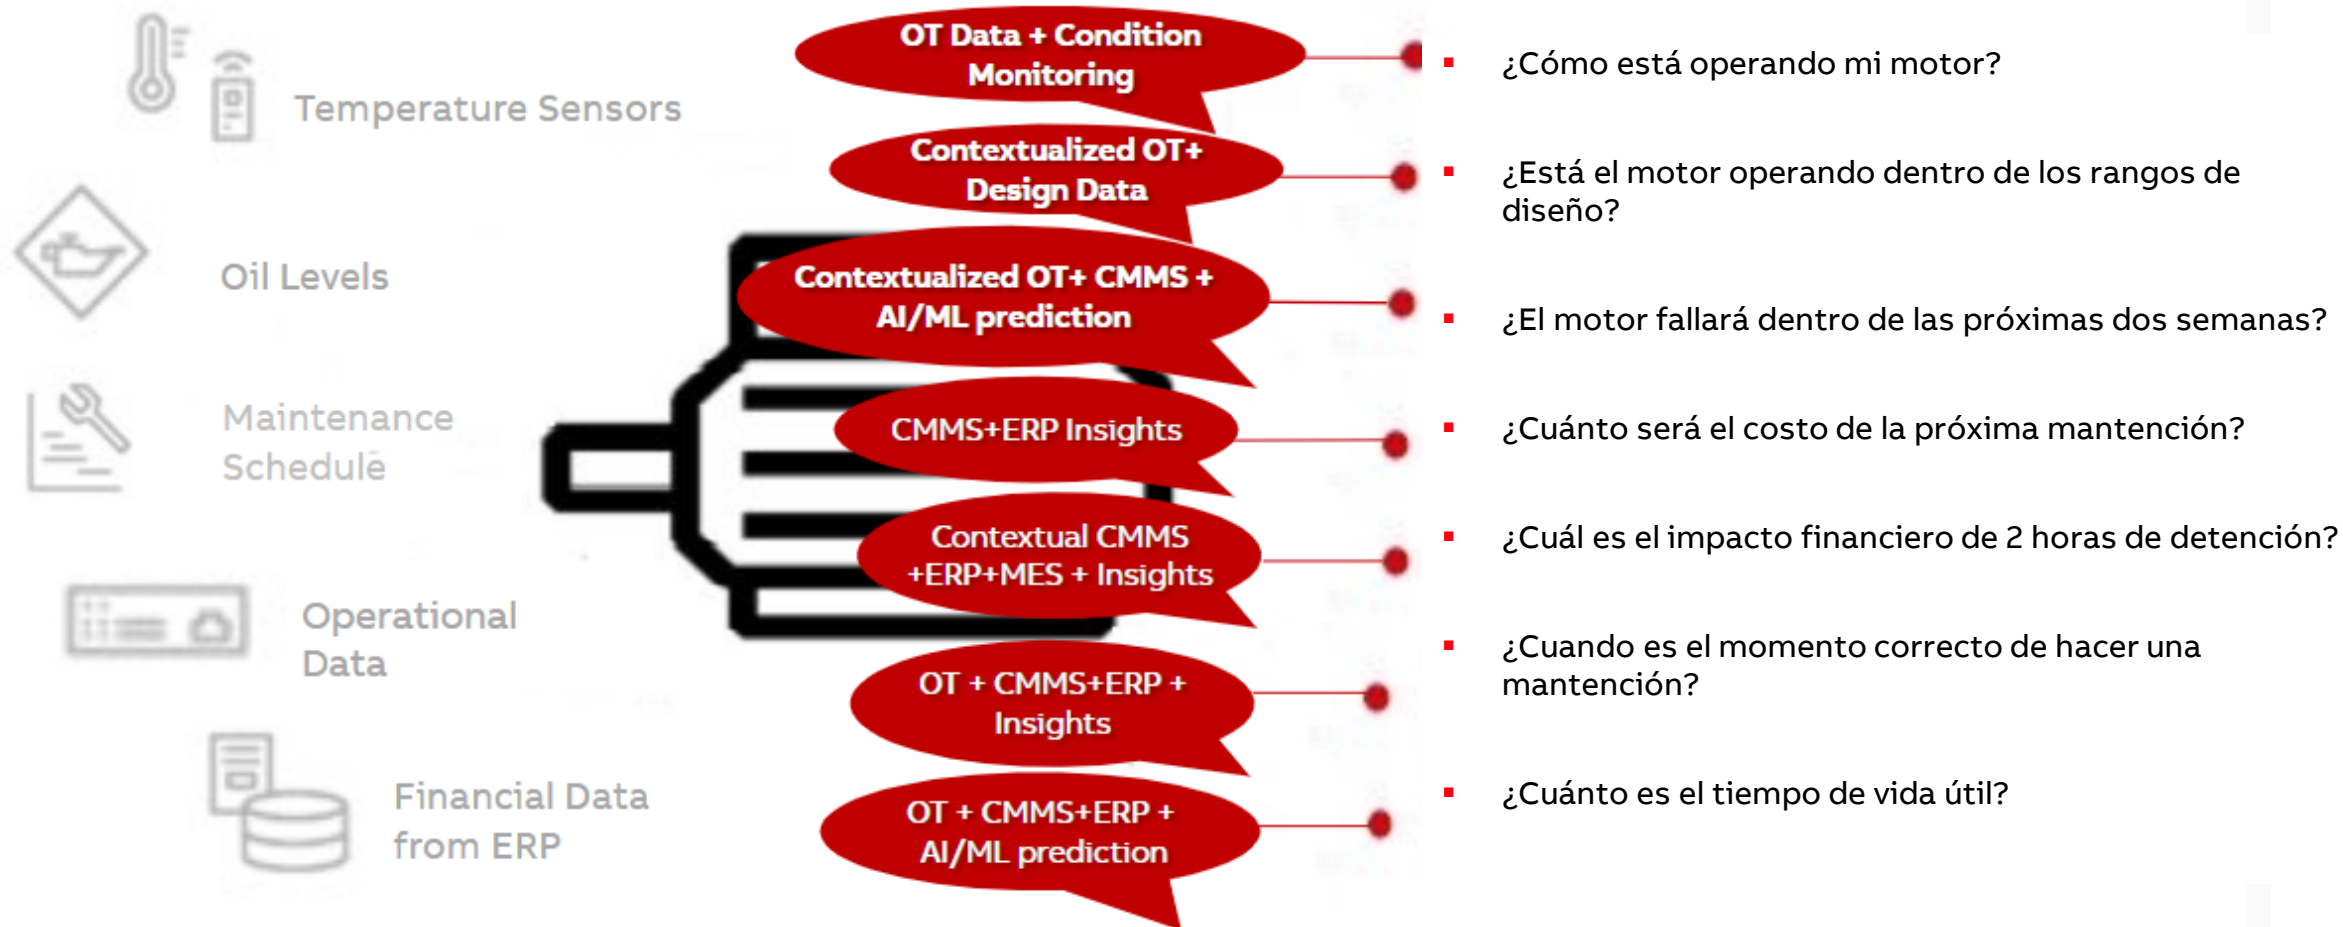 Temperature Sensors
Oil Levels
Maintenance
Schedule
Operational
Data
Financial Data
from ERP
OT Data + Condition
Monitoring
Contextualized OT+
Design Data
Contextualized OT+ CMMS +
AI/ML prediction
CMMS+ERP Insights
Contextual CMMS
+ERP+MES + Insights
OT + CMMS+ERP +
Insights
OT + CMMS+ERP +
AI/ML prediction
▪ ¿Cómo está operando mi motor?
▪ ¿Está el motor operando dentro de los rangos de
diseño?
▪ ¿El motor fallará dentro de las próximas dos semanas?
▪ ¿Cuánto será el costo de la próxima mantención?
▪ ¿Cuál es el impacto financiero de 2 horas de detención?
▪ ¿Cuando es el momento correcto de hacer una
mantención?
▪ ¿Cuánto es el tiempo de vida útil?